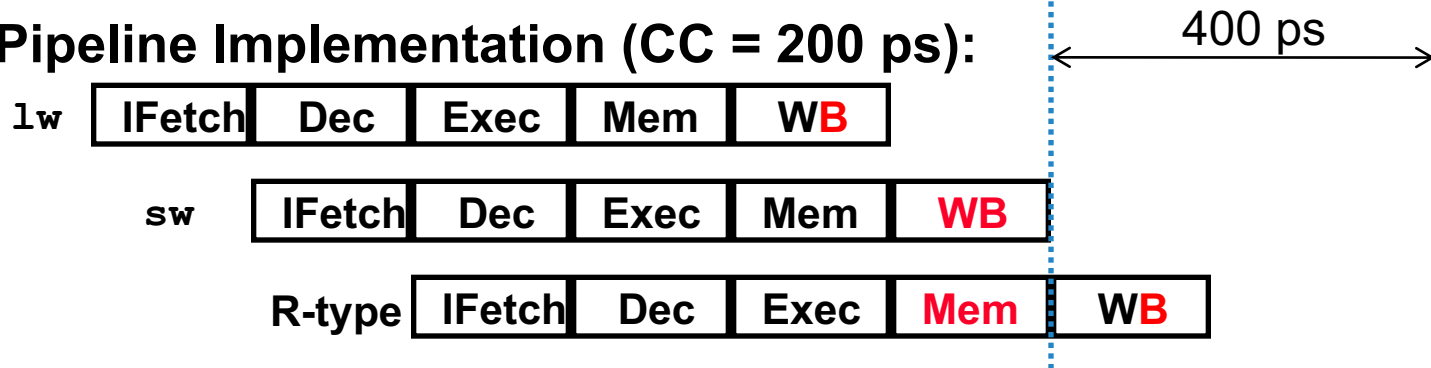 Pipeline Implementation (CC = 200 ps):
400 ps
lw IFetch Dec Exec Mem WB
sw IFetch Dec Exec Mem WB
R-type IFetch Dec Exec Mem WB